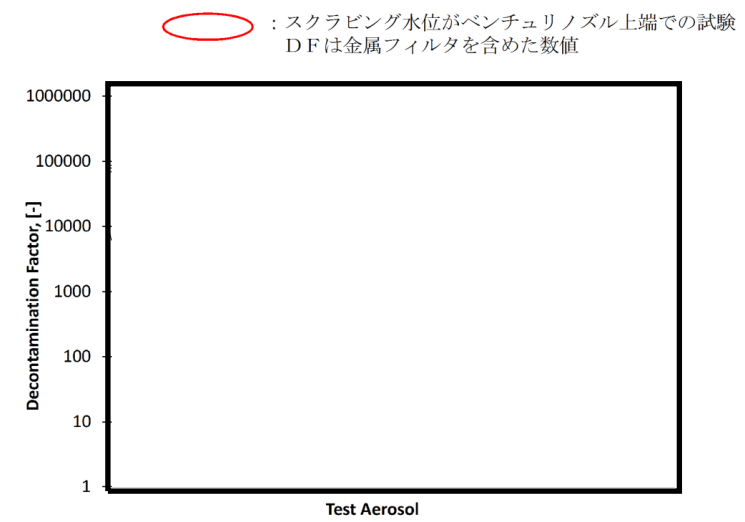 ：スクラビング水位がベンチュリノズル上端での試験
ＤＦは金属フィルタを含めた数値
1000000
100000
10000
1000
100
10
1
Decontamination Factor, [-]
Test Aerosol